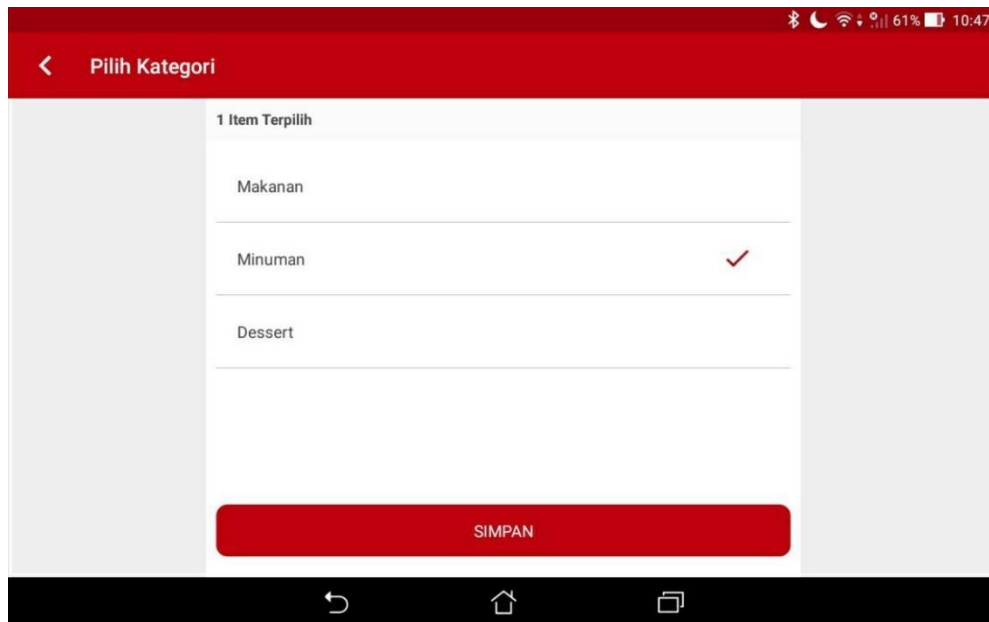 61% 10:47
Pilih Kategori
1 Item Terpilih
Makanan
Minuman
Dessert
SIMPAN